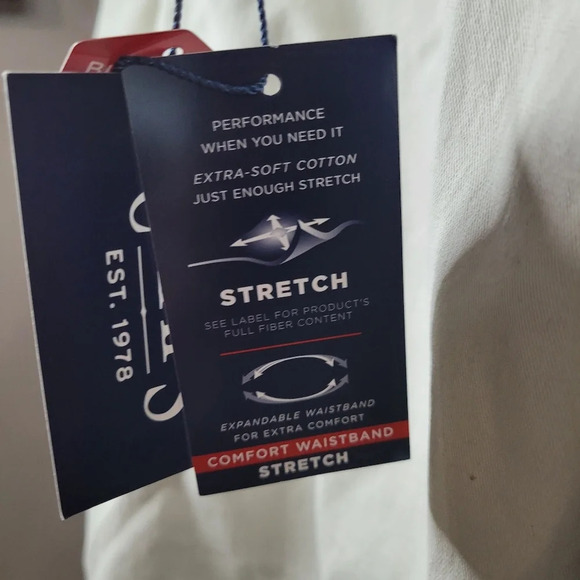 PERFORMANCE
WHEN YOU NEED IT
EXTRA-SOFT COTTON
JUST ENOUGH STRETCH
STRETCH
SEE LABEL FOR PRODUCT'S
FULL FIBER CONTENT
EXPANDABLE WAISTBAND
FOR EXTRA COMFORT
COMFORT WAISTBAND
STRETCH
EST. 1978